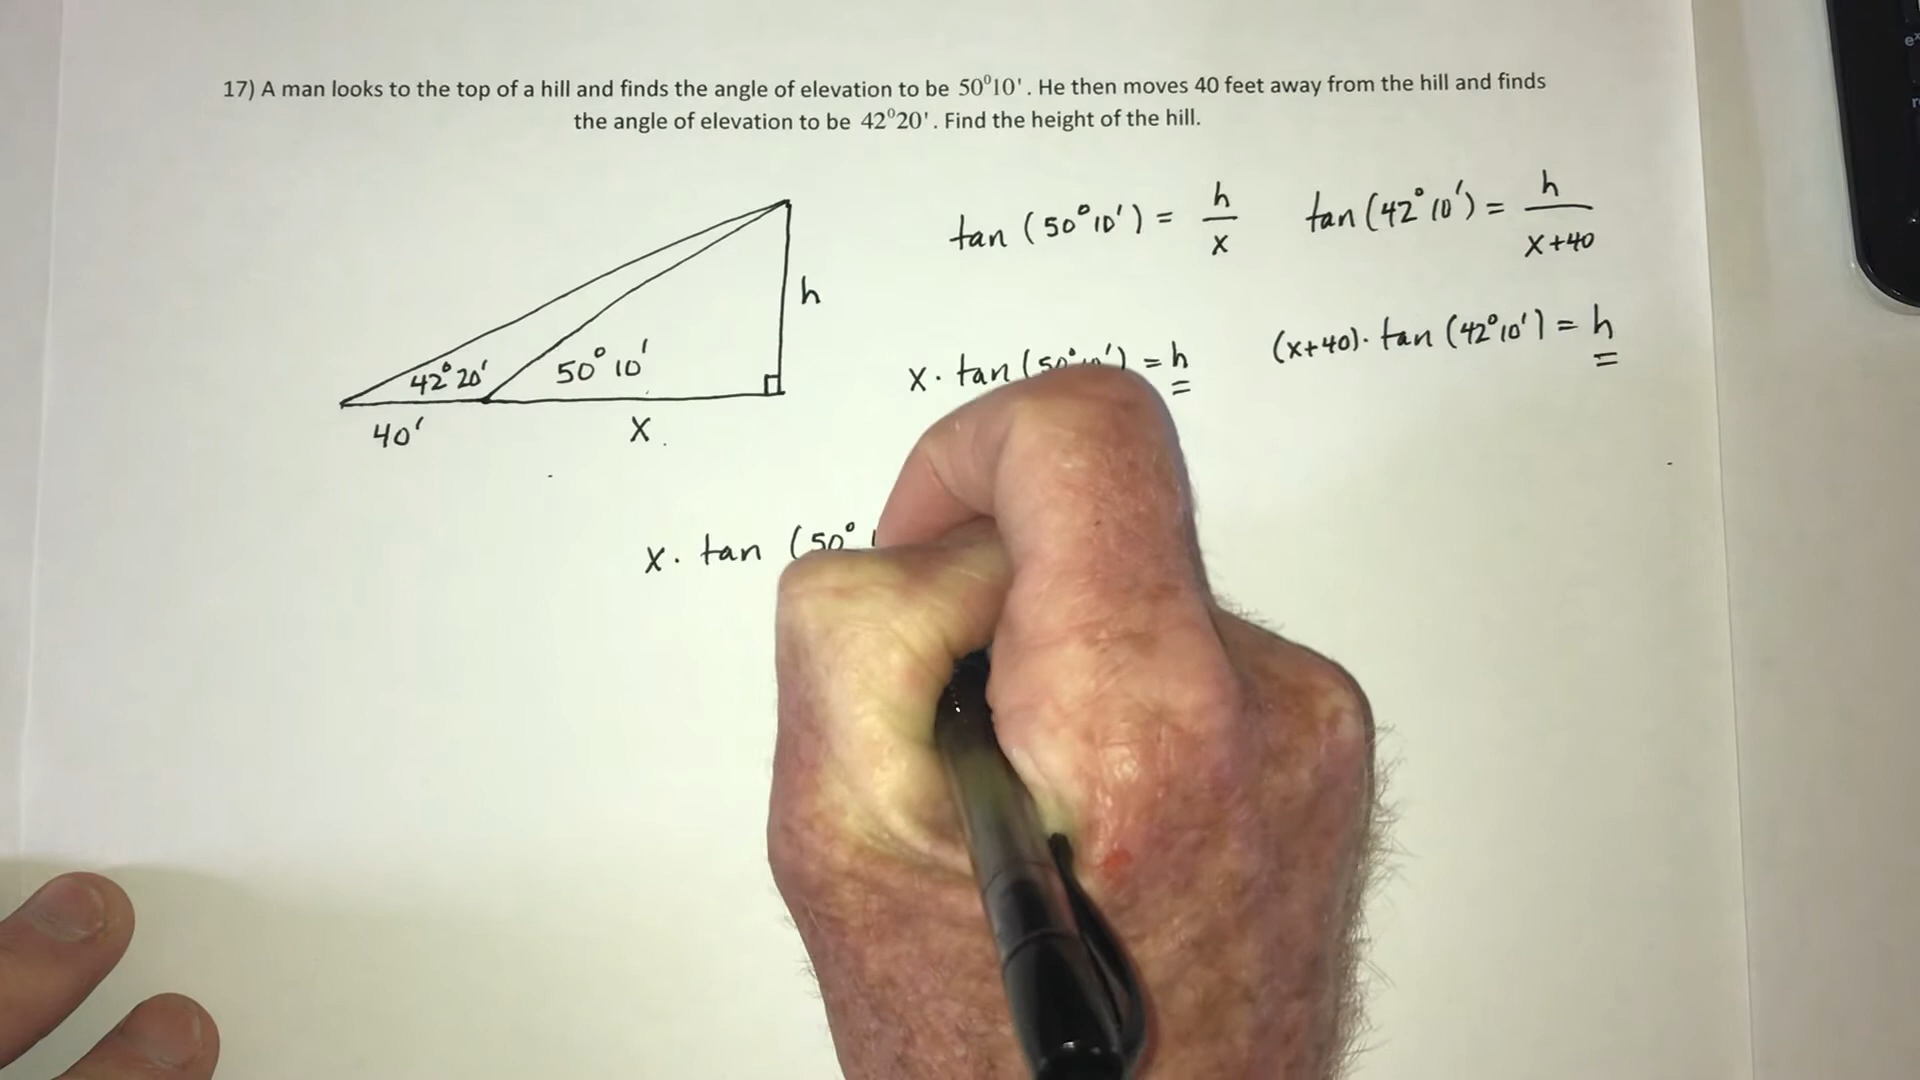 17) A man looks to the top of a hill and finds the angle of elevation to be 50⁰10'. He then moves 40 feet away from the hill and finds
the angle of elevation to be 42⁰20'. Find the height of the hill.
tan (50°10') = h/x
tan (42°10') = h/x+40
h
42°20'
50°10'
40'
x
x · tan (50°10') = h
(x+40) · tan (42°10') = h
x · tan (50°